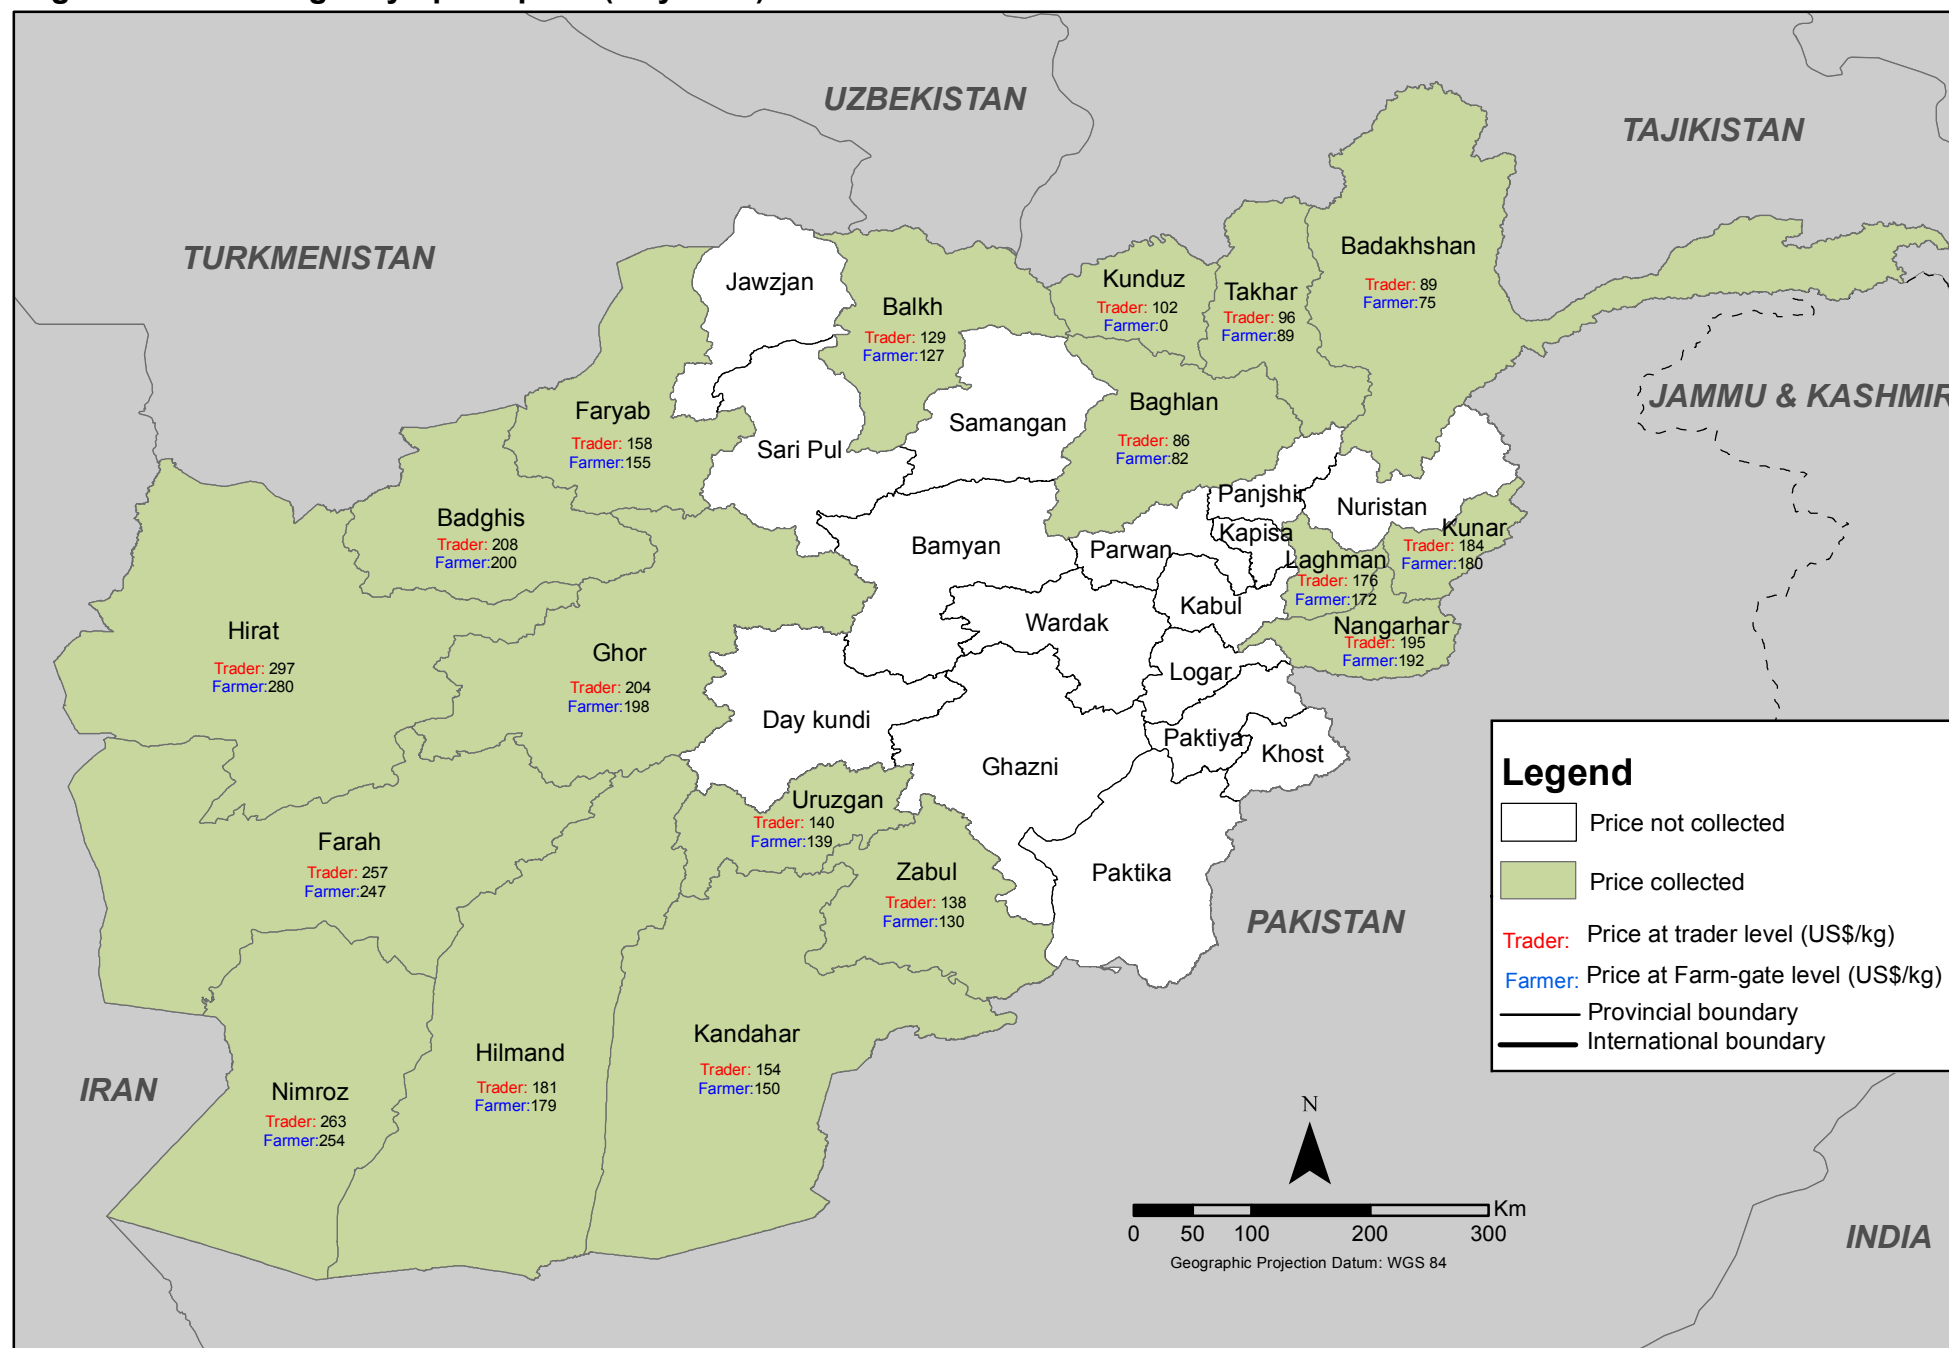 UZBEKISTAN
TAJIKISTAN
TURKMENISTAN
JAMMU & KASHMIR
Jawzjan
Balkh
Trader: 129
Farmer:127
Kunduz
Trader: 102
Farmer:0
Takhar
Trader: 96
Farmer:89
Badakhshan
Trader: 89
Farmer:75
Faryab
Trader: 158
Farmer:155
Sari Pul
Samangan
Baghlan
Trader: 86
Farmer:82
Badghis
Trader: 208
Farmer:200
Bamyan
Panjshir
Kapisa
Parwan
Nuristan
Kunar
Trader: 184
Farmer:180
Laghman
Trader: 176
Farmer:172
Kabul
Wardak
Nangarhar
Trader: 195
Farmer:192
Hirat
Trader: 297
Farmer:280
Ghor
Trader: 204
Farmer:198
Day kundi
Logar
Paktiya
Khost
Ghazni
Uruzgan
Trader: 140
Farmer:139
Farah
Trader: 257
Farmer:247
Zabul
Trader: 138
Farmer:130
Paktika
PAKISTAN
Kandahar
Trader: 154
Farmer:150
Hilmand
Trader: 181
Farmer:179
Nimroz
Trader: 263
Farmer:254
IRAN
INDIA
Legend
Price not collected
Price collected
Trader: Price at trader level (US$/kg)
Farmer: Price at Farm-gate level (US$/kg)
Provincial boundary
International boundary
N
Km
0 50 100 200 300
Geographic Projection Datum: WGS 84